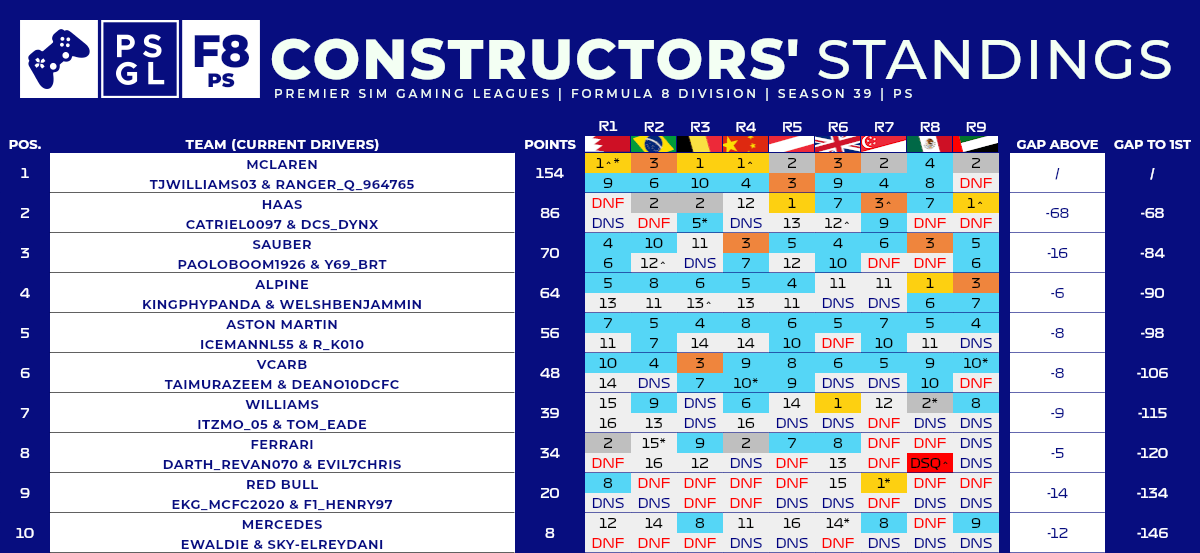 PS GL F8 PS CONSTRUCTORS' STANDINGS
PREMIER SIM GAMING LEAGUES | FORMULA 8 DIVISION | SEASON 39 | PS
R1 R2 R3 R4 R5 R6 R7 R8 R9
POS. TEAM (CURRENT DRIVERS) POINTS GAP ABOVE GAP TO 1ST
1 MCLAREN 154 1^* 3 1 1^ 2 3 2 4 2 / /
TJWILLIAMS03 & RANGER_Q_964765 9 6 10 4 3 9 4 8 DNF
2 HAAS 86 DNF 2 2 12 1 7 3^ 7 1^ -68 -68
CATRIEL0097 & DCS_DYNX DNS DNF 5* DNS 13 12^ 9 DNF DNF
3 SAUBER 70 4 10 11 3 5 4 6 3 5 -16 -84
PAOLOBOOM1926 & Y69_BRT 6 12^ DNS 7 12 10 DNF DNF 6
4 ALPINE 64 5 8 6 5 4 11 11 1 3 -6 -90
KINGPHYPANDA & WELSHBENJAMMIN 13 11 13^ 13 11 DNS DNS 6 7
5 ASTON MARTIN 56 7 5 4 8 6 5 7 5 4 -8 -98
ICEMANNL55 & R_K010 11 7 14 14 10 DNF 10 11 DNS
6 VCARB 48 10 4 3 9 8 6 5 9 10* -8 -106
TAIMURAZEEM & DEANO10DCFC 14 DNS 7 10* 9 DNS DNS 10 DNF
7 WILLIAMS 39 15 9 DNS 6 14 1 12 2* 8 -9 -115
ITZMO_05 & TOM_EADE 16 13 DNS 16 DNS DNS DNF DNS DNS
8 FERRARI 34 2 15* 9 2 7 8 DNF DNF DNS -5 -120
DARTH_REVAN070 & EVIL7CHRIS DNF 16 12 DNS DNF 13 DNF DSQ^ DNS
9 RED BULL 20 8 DNF DNF DNF DNF 15 1* DNF DNF -14 -134
EKG_MCFC2020 & F1_HENRY97 DNS DNS DNF DNF DNS DNS DNF DNS DNS
10 MERCEDES 8 12 14 8 11 16 14* 8 DNF 9 -12 -146
EWALDIE & SKY-ELREYDANI DNF DNF DNF DNS DNF DNS DNS DNS DNS